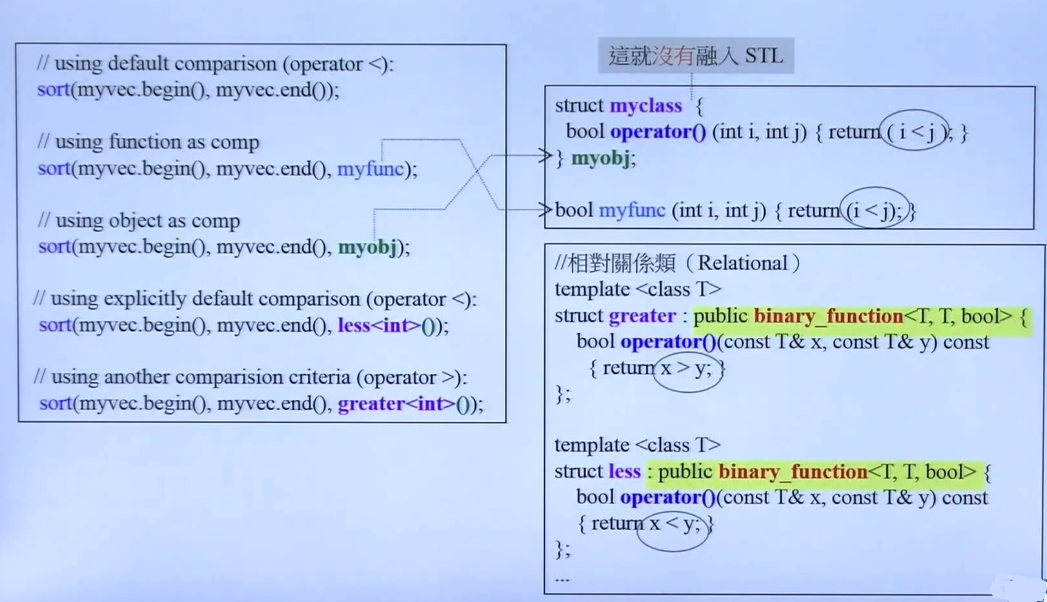 // using default comparison (operator <):
sort(myvec.begin(), myvec.end());
// using function as comp
sort(myvec.begin(), myvec.end(), myfunc);
// using object as comp
sort(myvec.begin(), myvec.end(), myobj);
// using explicitly default comparison (operator <):
sort(myvec.begin(), myvec.end(), less<int>());
// using another comparision criteria (operator >):
sort(myvec.begin(), myvec.end(), greater<int>());
這就沒有融入 STL
struct myclass {
bool operator() (int i, int j) { return ( i < j ); }
} myobj;
bool myfunc (int i, int j) { return (i < j); }
//相對關係類（Relational）
template <class T>
struct greater : public binary_function<T, T, bool> {
bool operator()(const T& x, const T& y) const
{ return x > y; }
};
template <class T>
struct less : public binary_function<T, T, bool> {
bool operator()(const T& x, const T& y) const
{ return x < y; }
};
...